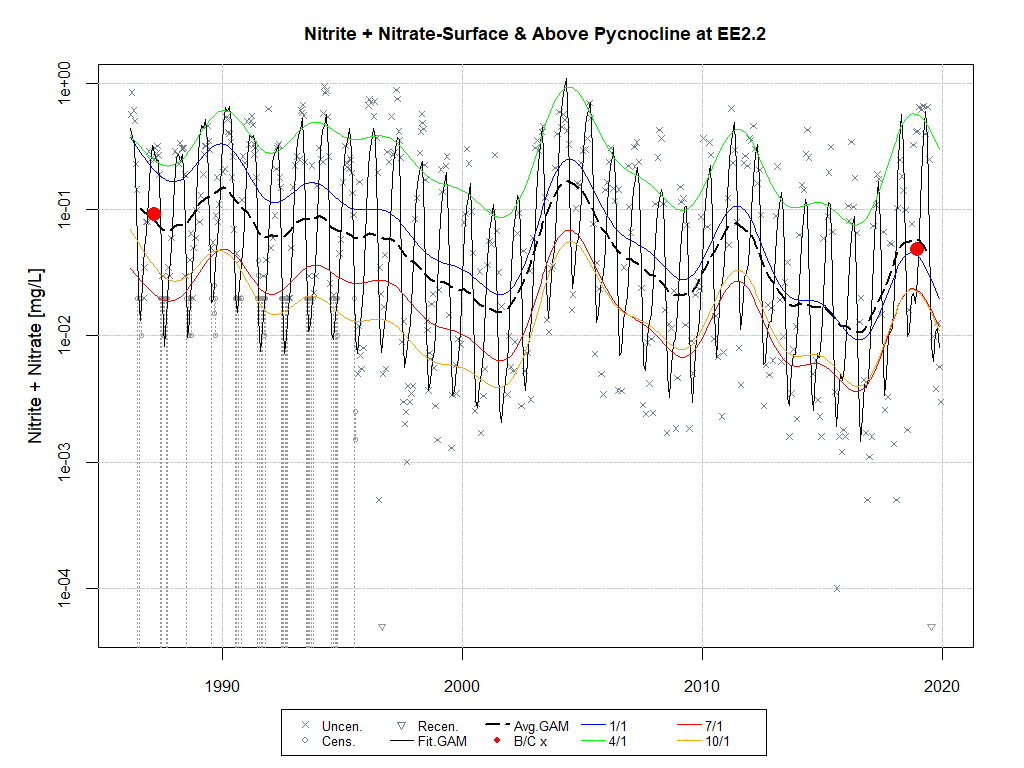 Nitrite + Nitrate-Surface & Above Pycnocline at EE2.2
Nitrite + Nitrate [mg/L]
1e+00
1e-01
1e-02
1e-03
1e-04
1990 2000 2010 2020
Uncen. Recen. Avg.GAM 1/1 7/1
Cens. Fit.GAM B/C x 4/1 10/1